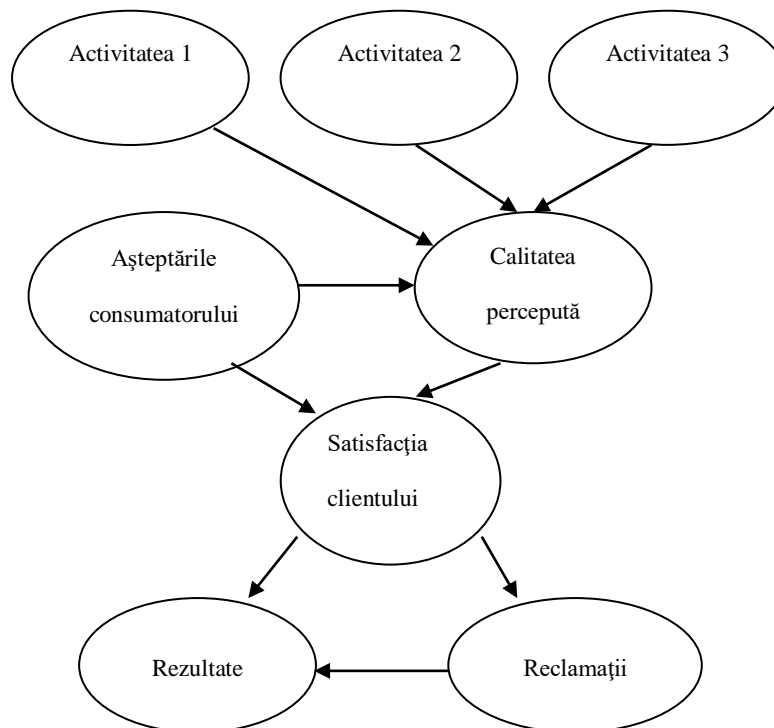 Activitatea 1
Activitatea 2
Activitatea 3
Aşteptările
consumatorului
Calitatea
percepută
Satisfacţia
clientului
Rezultate
Reclamaţii